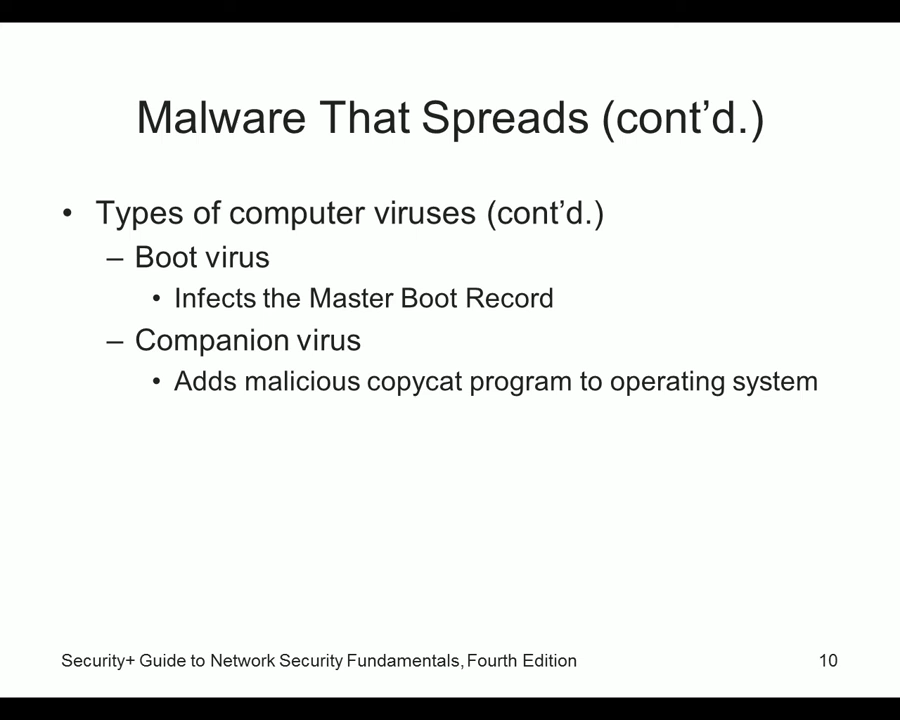 Malware That Spreads (cont’d.)
• Types of computer viruses (cont’d.)
– Boot virus
• Infects the Master Boot Record
– Companion virus
• Adds malicious copycat program to operating system
Security+ Guide to Network Security Fundamentals, Fourth Edition
10